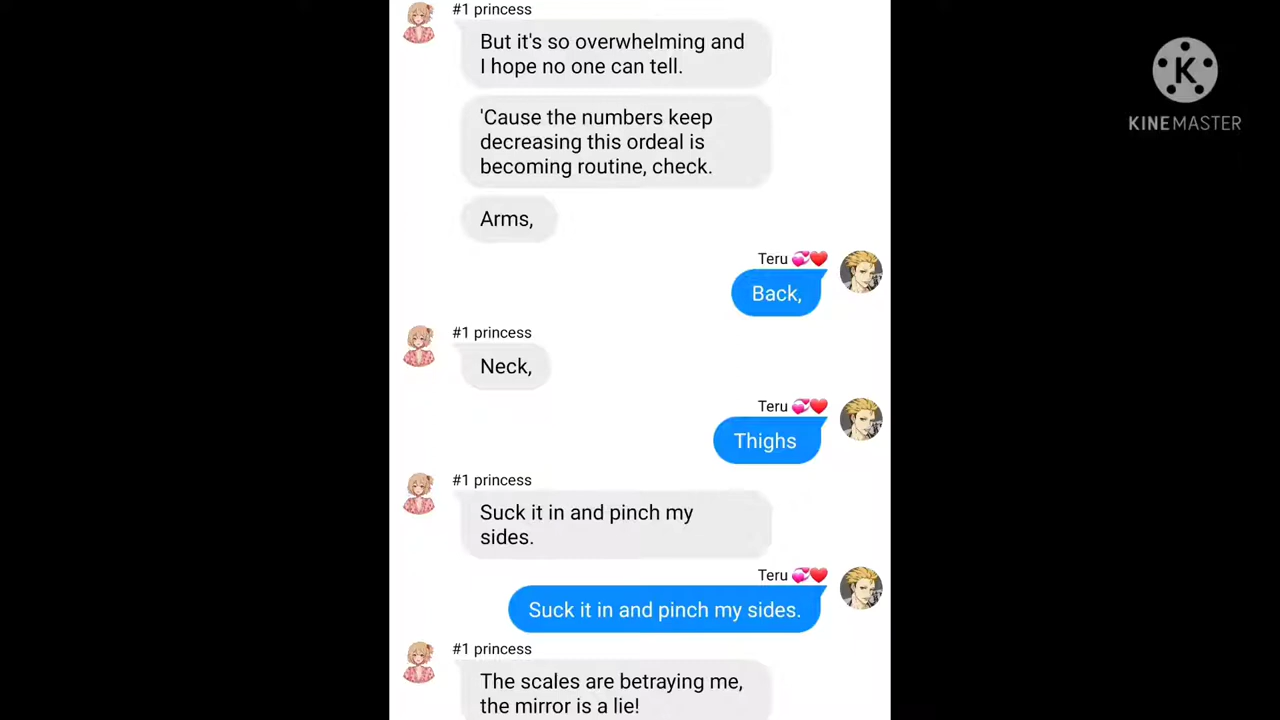 #1 princess
But it's so overwhelming and
I hope no one can tell.
'Cause the numbers keep
decreasing this ordeal is
becoming routine, check.
Arms,
Teru 💞❤️
Back,
#1 princess
Neck,
Teru 💞❤️
Thighs
#1 princess
Suck it in and pinch my
sides.
Teru 💞❤️
Suck it in and pinch my sides.
#1 princess
The scales are betraying me,
the mirror is a lie!
K
KINEMASTER